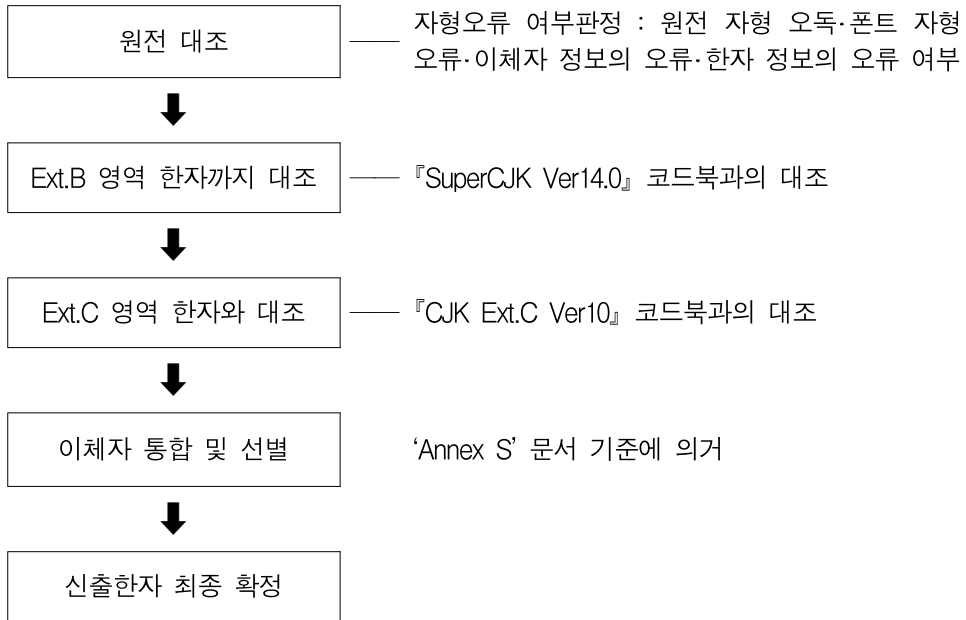 원전 대조
자형오류 여부판정 : 원전 자형 오독·폰트 자형
오류·이체자 정보의 오류·한자 정보의 오류 여부
Ext.B 영역 한자까지 대조
『SuperCJK Ver14.0』 코드북과의 대조
Ext.C 영역 한자와 대조
『CJK Ext.C Ver10』 코드북과의 대조
이체자 통합 및 선별
‘Annex S’ 문서 기준에 의거
신출한자 최종 확정